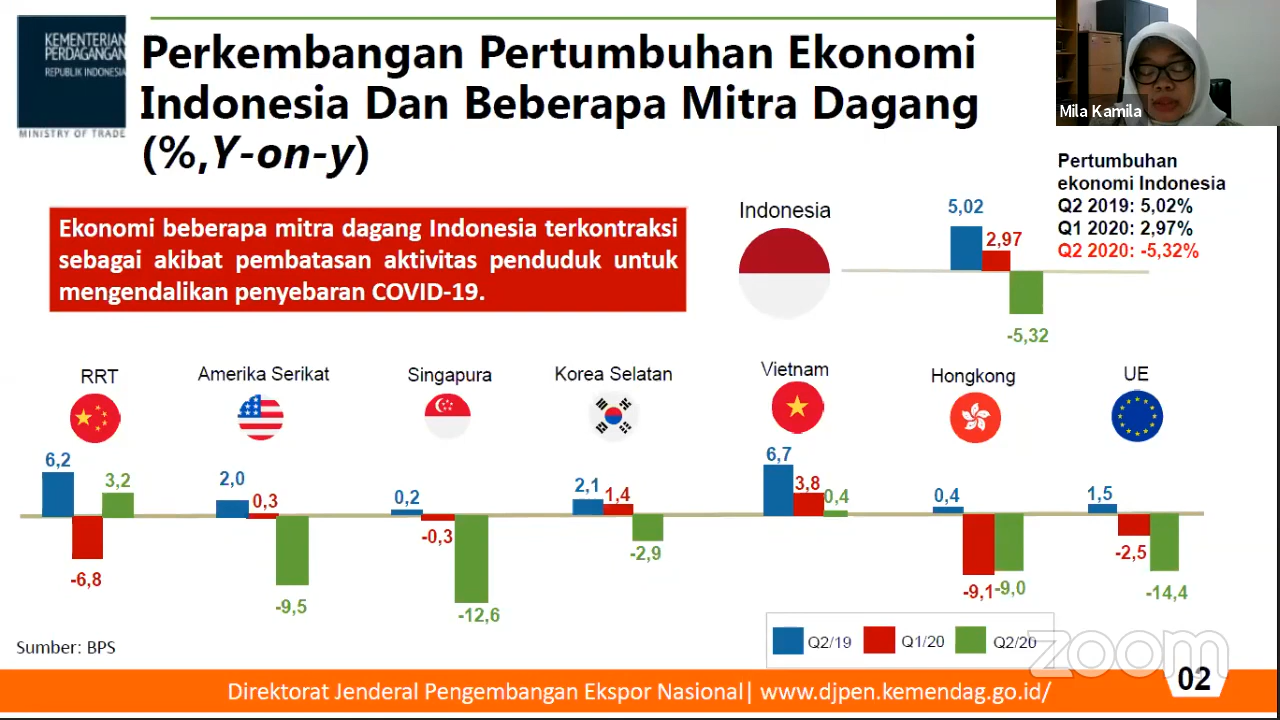 KEMENTERIAN
PERDAGANGAN
REPUBLIK INDONESIA
MINISTRY OF TRADE
Perkembangan Pertumbuhan Ekonomi
Indonesia Dan Beberapa Mitra Dagang
(%,Y-on-y)
Mila Kamila
Pertumbuhan
ekonomi Indonesia
Q2 2019: 5,02%
Q1 2020: 2,97%
Q2 2020: -5,32%
Ekonomi beberapa mitra dagang Indonesia terkontraksi
sebagai akibat pembatasan aktivitas penduduk untuk
mengendalikan penyebaran COVID-19.
Indonesia
5,02
2,97
-5,32
RRT
6,2
-6,8
3,2
Amerika Serikat
2,0
0,3
-9,5
Singapura
0,2
-0,3
-12,6
Korea Selatan
2,1
1,4
-2,9
Vietnam
6,7
3,8
0,4
Hongkong
0,4
-9,1
-9,0
UE
1,5
-2,5
-14,4
Q2/19
Q1/20
Q2/20
zoom
Sumber: BPS
Direktorat Jenderal Pengembangan Ekspor Nasional| www.djpen.kemendag.go.id/
02